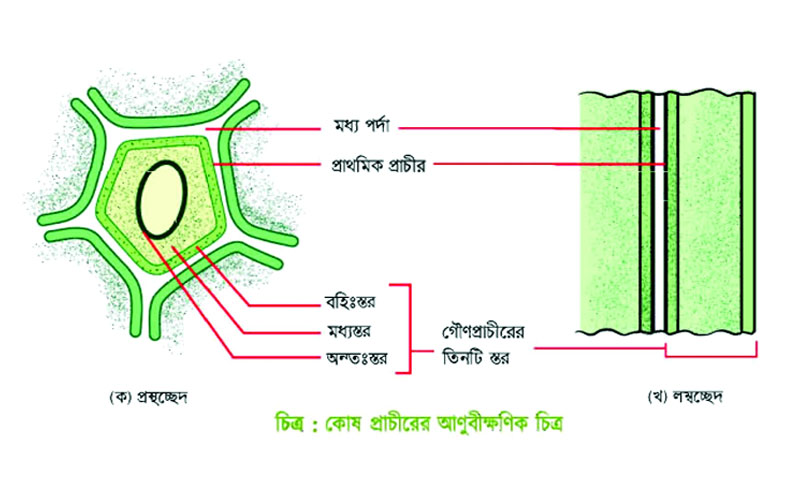 মধ্য পর্দা
প্রাথমিক প্রাচীর
বহিঃস্তর
মধ্যস্তর
অন্তঃস্তর
গৌণপ্রাচীরের
তিনটি স্তর
(ক) প্রস্থচ্ছেদ
(খ) লম্বচ্ছেদ
চিত্র : কোষ প্রাচীরের আণুবীক্ষণিক চিত্র